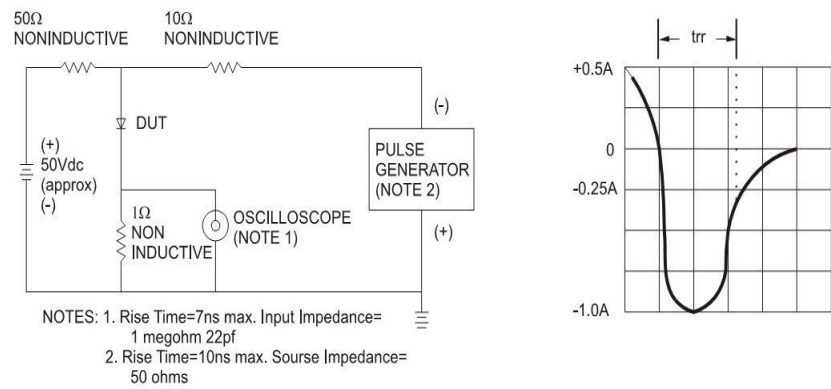 50Ω
NONINDUCTIVE
10Ω
NONINDUCTIVE
DUT
(+)
50Vdc
(approx)
(-)
1Ω
NON
INDUCTIVE
OSCILLOSCOPE
(NOTE 1)
(-)
PULSE
GENERATOR
(NOTE 2)
(+)
NOTES: 1. Rise Time=7ns max. Input Impedance=
1 megohm 22pf
2. Rise Time=10ns max. Sourse Impedance=
50 ohms
trr
+0.5A
0
-0.25A
-1.0A